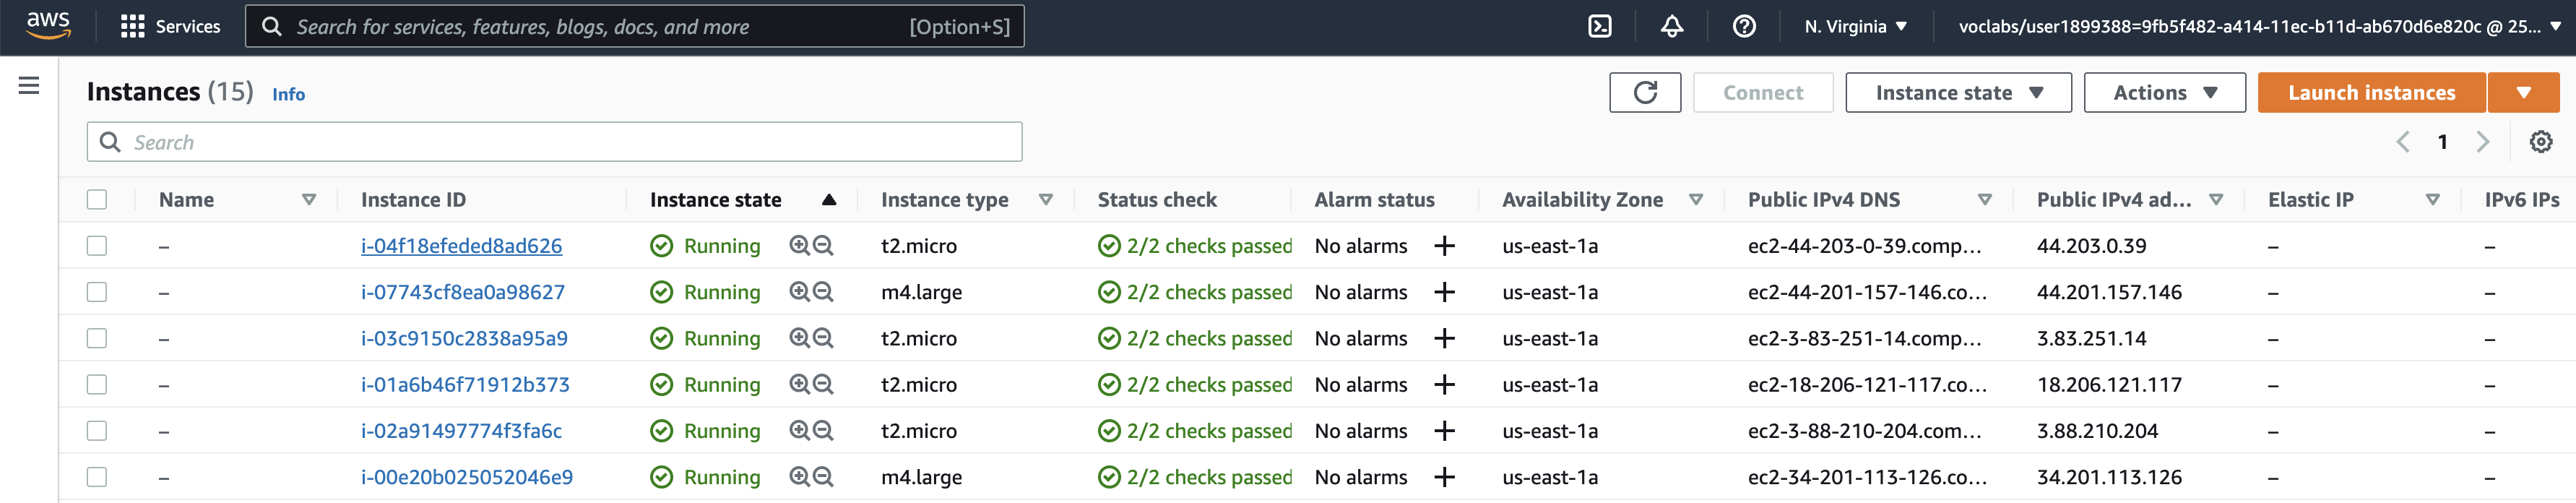 aws Services Search for services, features, blogs, docs, and more [Option+S] N. Virginia voclabs/user1899388=9fb5f482-a414-11ec-b11d-ab670d6e820c @ 25...
Instances (15) Info Connect Instance state Actions Launch instances
Search 1
Name Instance ID Instance state Instance type Status check Alarm status Availability Zone Public IPv4 DNS Public IPv4 ad... Elastic IP IPv6 IPs
– i-04f18efeded8ad626 Running t2.micro 2/2 checks passed No alarms + us-east-1a ec2-44-203-0-39.comp... 44.203.0.39 – –
– i-07743cf8ea0a98627 Running m4.large 2/2 checks passed No alarms + us-east-1a ec2-44-201-157-146.co... 44.201.157.146 – –
– i-03c9150c2838a95a9 Running t2.micro 2/2 checks passed No alarms + us-east-1a ec2-3-83-251-14.comp... 3.83.251.14 – –
– i-01a6b46f71912b373 Running t2.micro 2/2 checks passed No alarms + us-east-1a ec2-18-206-121-117.co... 18.206.121.117 – –
– i-02a91497774f3fa6c Running t2.micro 2/2 checks passed No alarms + us-east-1a ec2-3-88-210-204.com... 3.88.210.204 – –
– i-00e20b025052046e9 Running m4.large 2/2 checks passed No alarms + us-east-1a ec2-34-201-113-126.co... 34.201.113.126 – –